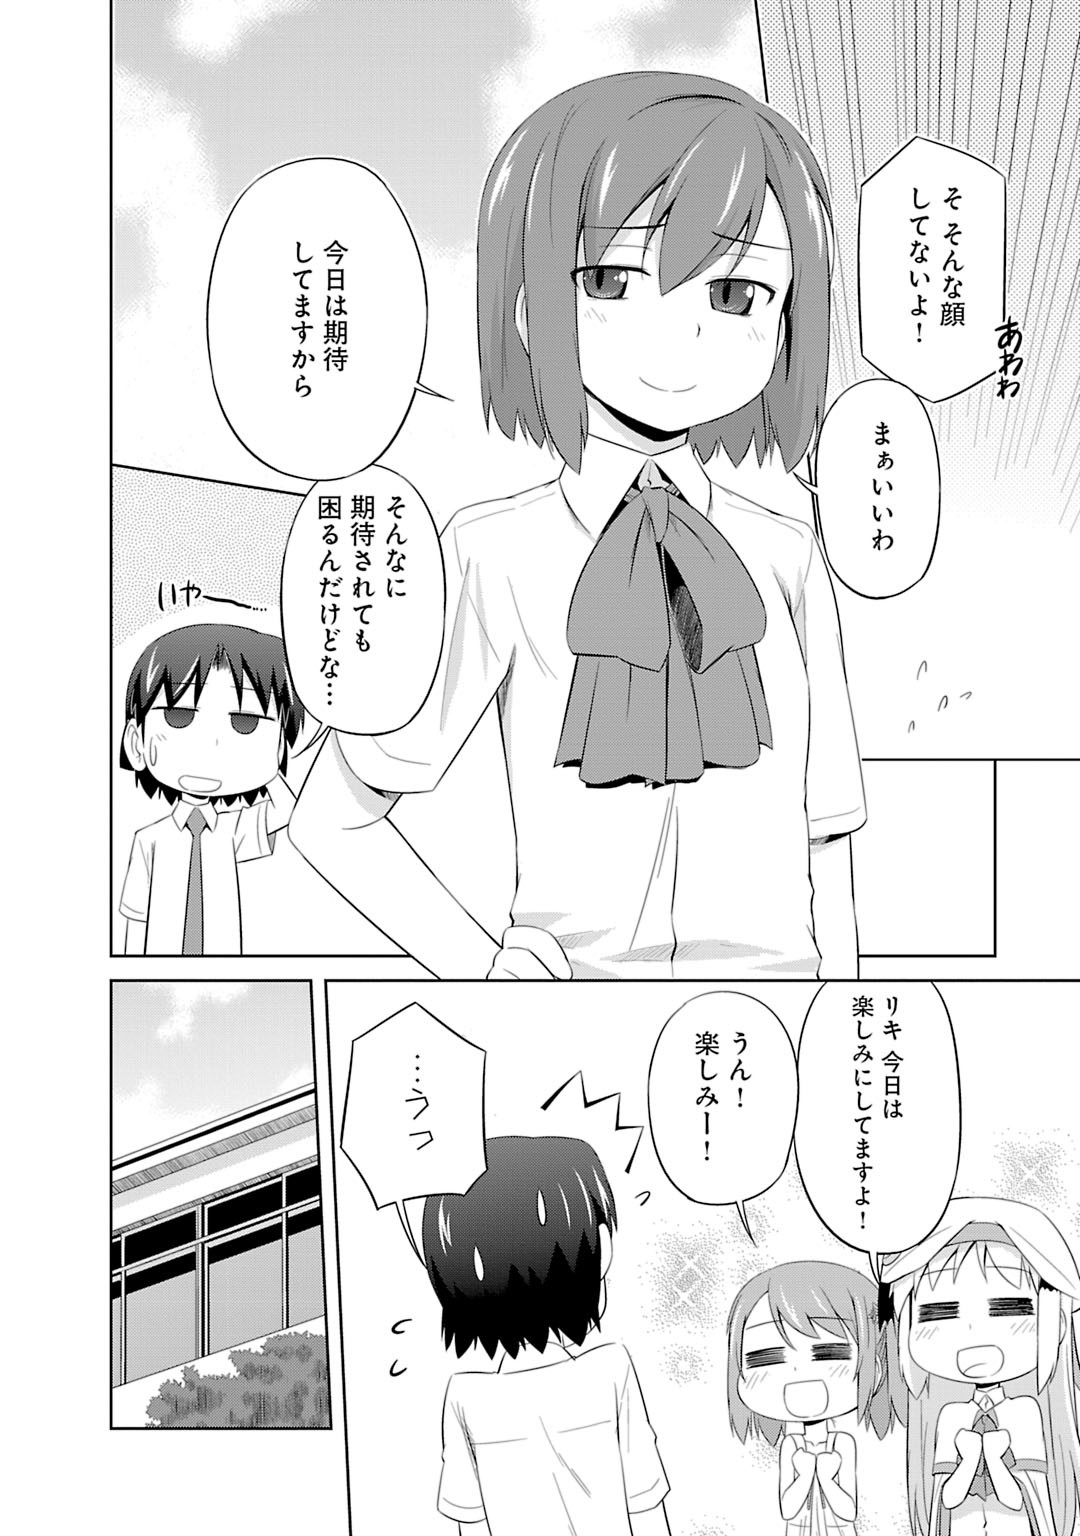 そ そんな顔
してないよ！
あわわ
まぁいいわ
今日は期待
してますから
そんなに
期待されても
困るんだけどな…
いやー…
リキ 今日は
楽しみにしてますよ！
うん！
楽しみー！
…うっ